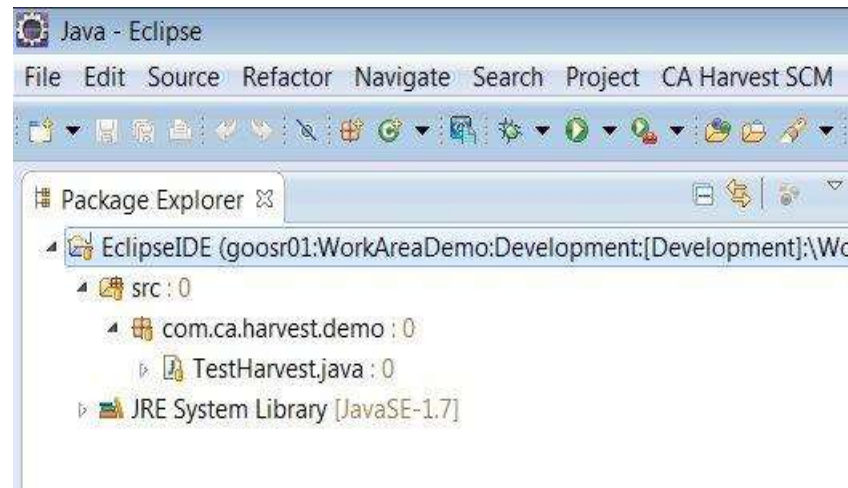 Java - Eclipse
File Edit Source Refactor Navigate Search Project CA Harvest SCM
Package Explorer
EclipseIDE (goosr01:WorkAreaDemo:Development:[Development]:\Wo
src : 0
com.ca.harvest.demo : 0
TestHarvest.java : 0
JRE System Library [JavaSE-1.7]